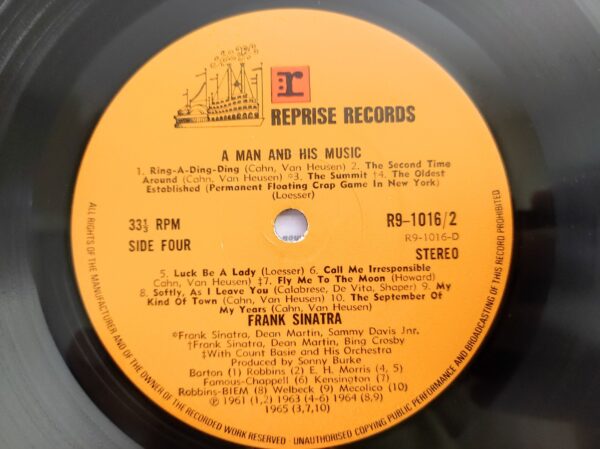 r
REPRISE RECORDS
A MAN AND HIS MUSIC
1. Ring-A-Ding-Ding (Cahn, Van Heusen) 2. The Second Time
Around (Cahn, Van Heusen) *3. The Summit †4. The Oldest
Established (Permanent Floating Crap Game In New York)
(Loesser)
33⅓ RPM
SIDE FOUR
R9-1016/2
R9-1016-D
STEREO
5. Luck Be A Lady (Loesser) 6. Call Me Irresponsible
(Cahn, Van Heusen) ‡7. Fly Me To The Moon (Howard)
8. Softly, As I Leave You (Calabrese, De Vita, Shaper) 9. My
Kind Of Town (Cahn, Van Heusen) 10. The September Of
My Years (Cahn, Van Heusen)
FRANK SINATRA
*Frank Sinatra, Dean Martin, Sammy Davis Jnr.
†Frank Sinatra, Dean Martin, Bing Crosby
‡With Count Basie and His Orchestra
Produced by Sonny Burke
Barton (1) Robbins (2) E. H. Morris (4, 5)
Famous-Chappell (6) Kensington (7)
Robbins-BIEM (8) Welbeck (9) Mecolico (10)
℗ 1961 (1,2) 1963 (4-6) 1964 (8,9)
1965 (3,7,10)
ALL RIGHTS OF THE MANUFACTURER AND OF THE OWNER OF THE RECORDED WORK RESERVED · UNAUTHORISED COPYING PUBLIC PERFORMANCE AND BROADCASTING OF THIS RECORD PROHIBITED